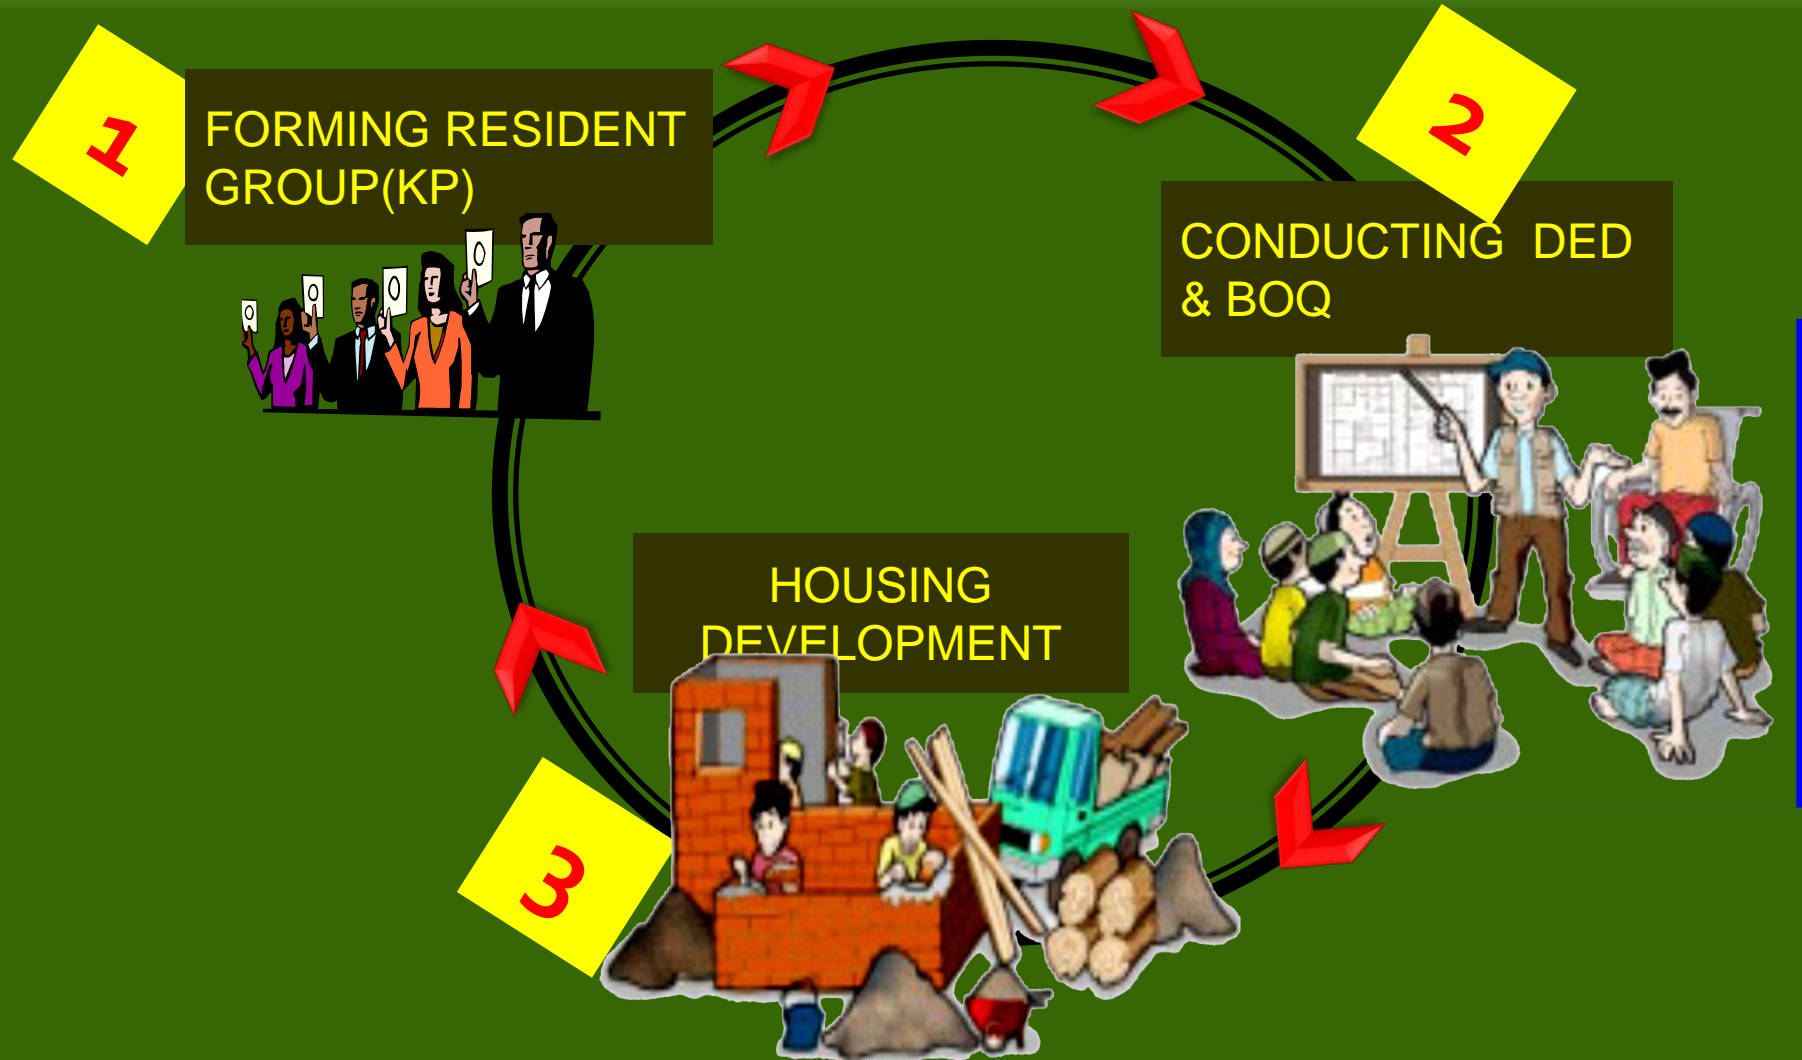 1
FORMING RESIDENT
GROUP(KP)
2
CONDUCTING  DED
& BOQ
HOUSING
DEVELOPMENT
3